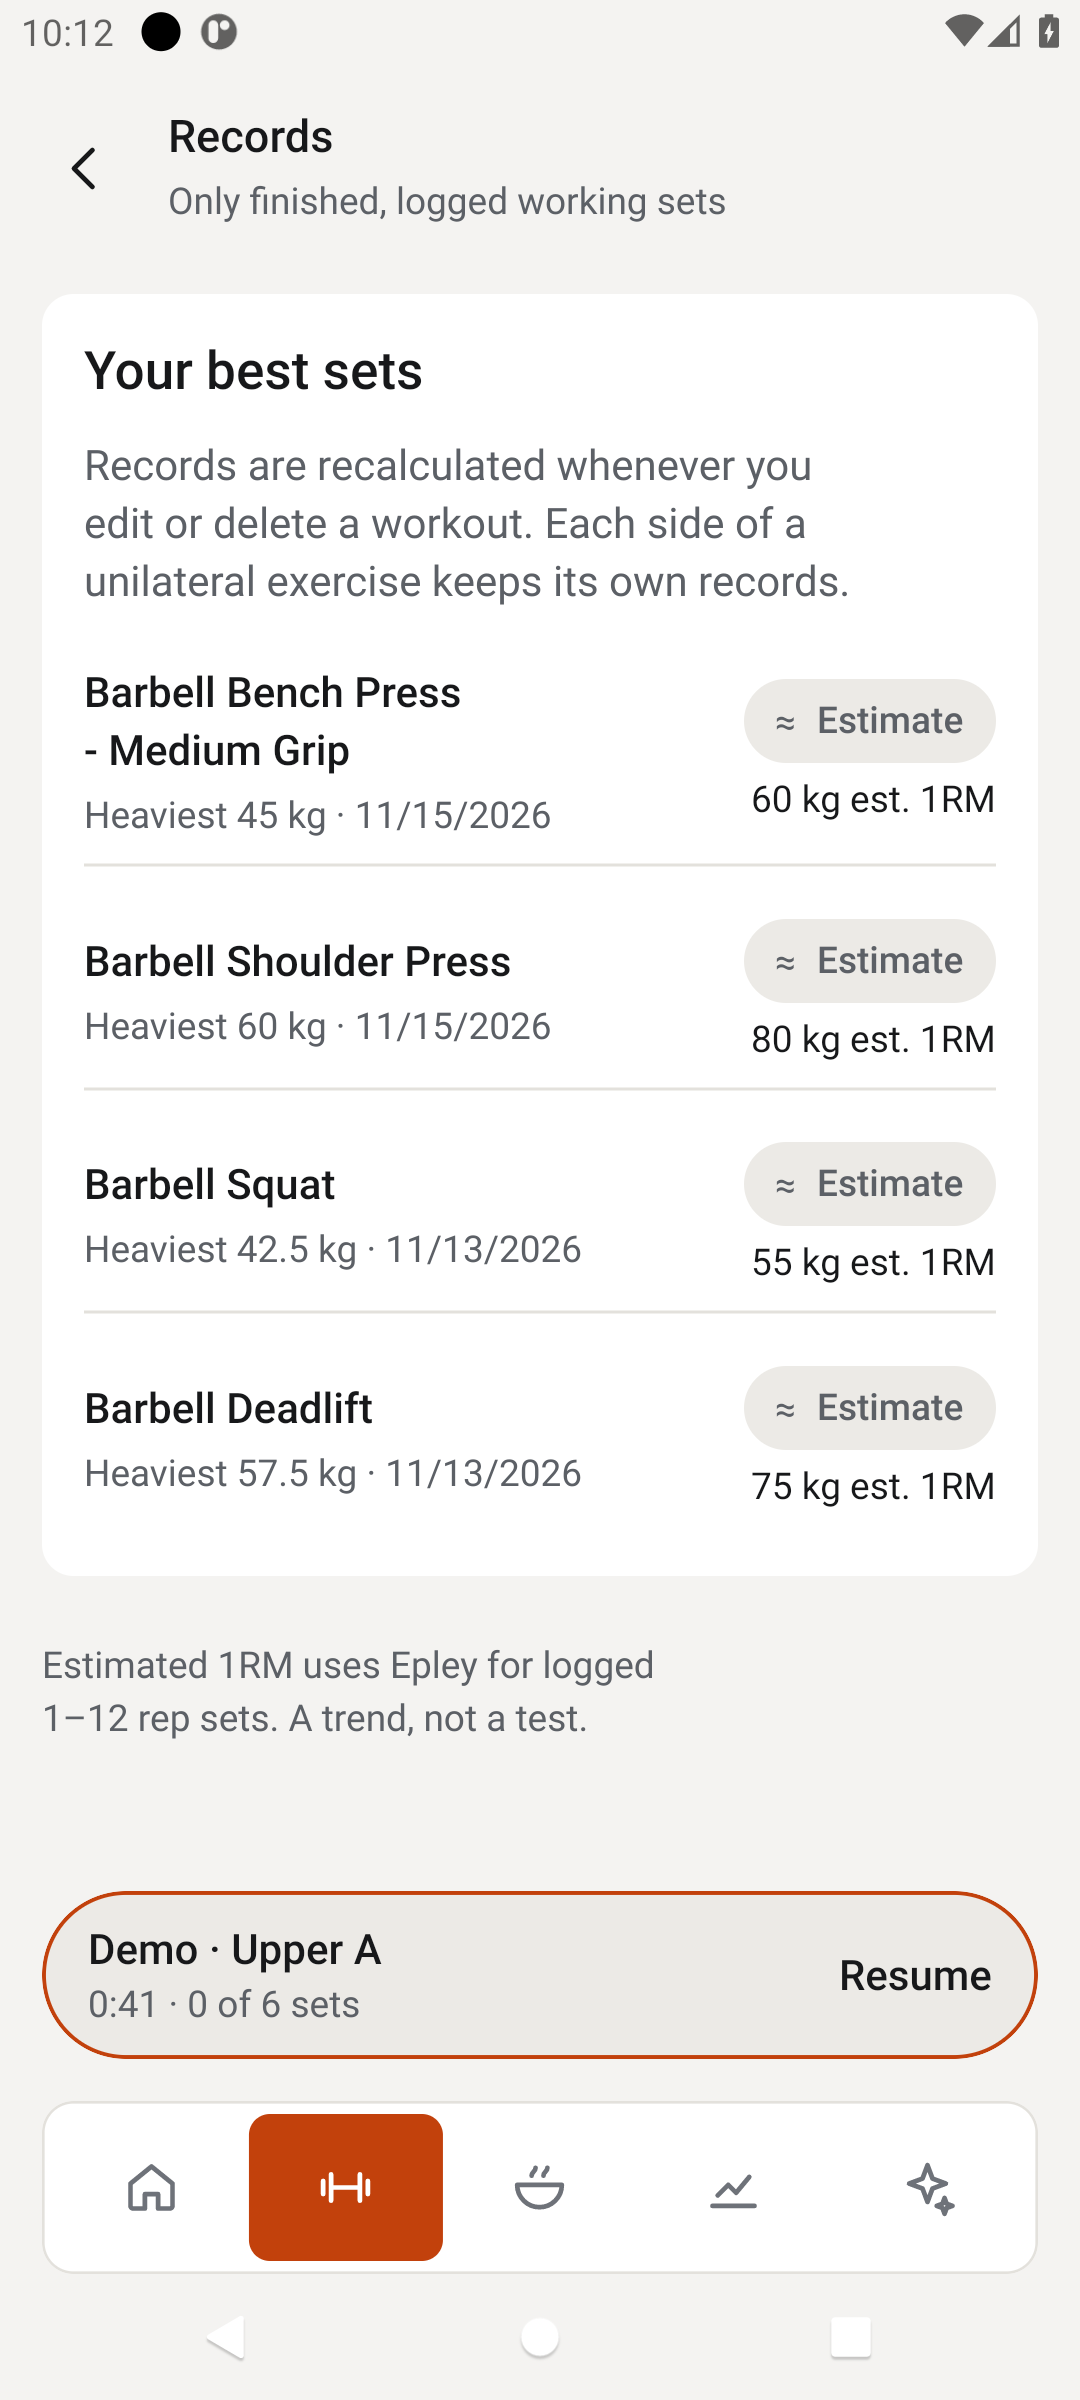 10:12
Records
Only finished, logged working sets
Your best sets
Records are recalculated whenever you
edit or delete a workout. Each side of a
unilateral exercise keeps its own records.
Barbell Bench Press
- Medium Grip
Heaviest 45 kg · 11/15/2026
≈ Estimate
60 kg est. 1RM
Barbell Shoulder Press
Heaviest 60 kg · 11/15/2026
≈ Estimate
80 kg est. 1RM
Barbell Squat
Heaviest 42.5 kg · 11/13/2026
≈ Estimate
55 kg est. 1RM
Barbell Deadlift
Heaviest 57.5 kg · 11/13/2026
≈ Estimate
75 kg est. 1RM
Estimated 1RM uses Epley for logged
1–12 rep sets. A trend, not a test.
Demo · Upper A
0:41 · 0 of 6 sets
Resume